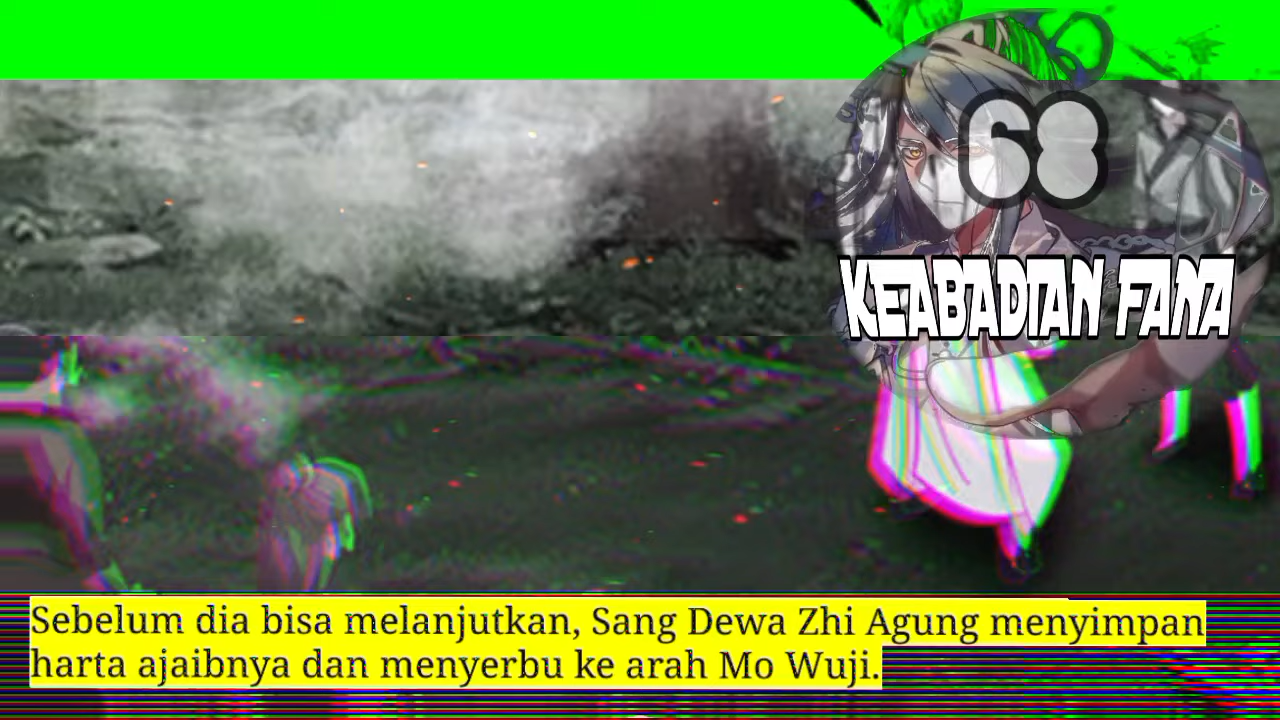 68
KEABADIAN FANA
Sebelum dia bisa melanjutkan, Sang Dewa Zhi Agung menyimpan
harta ajaibnya dan menyerbu ke arah Mo Wuji.